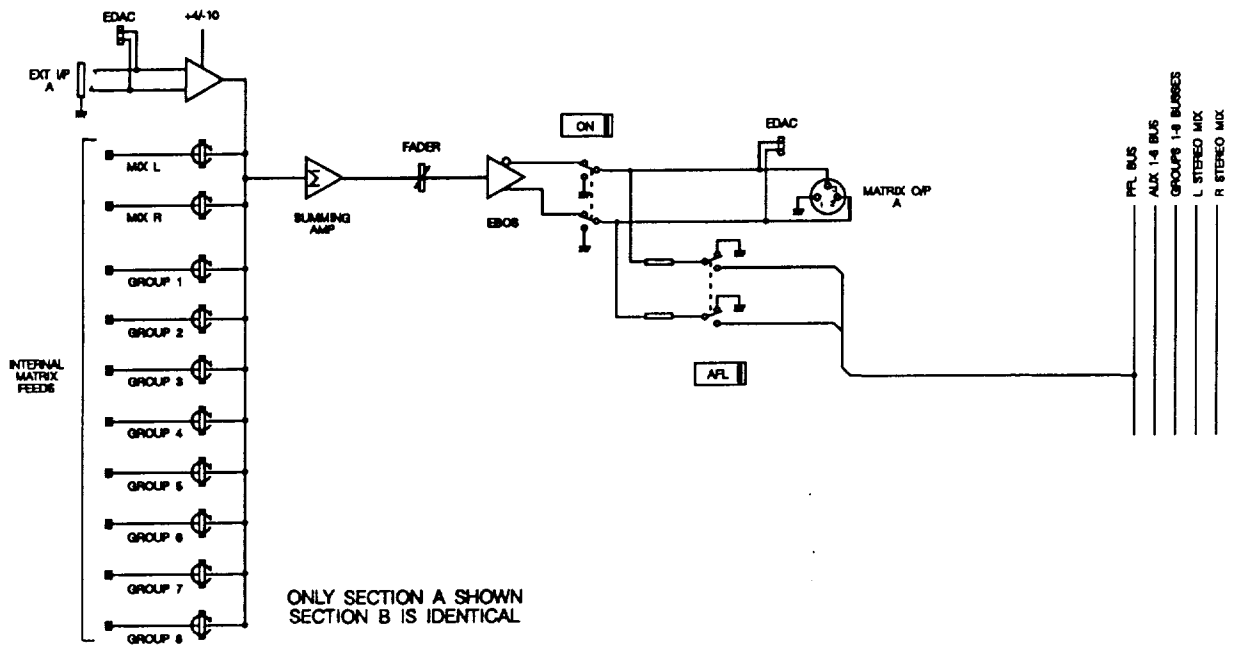 EDAC
+4/-10
EXT I/P
A
MIX L
MIX R
GROUP 1
GROUP 2
GROUP 3
GROUP 4
GROUP 5
GROUP 6
GROUP 7
GROUP 8
INTERNAL
MATRIX
FEEDS
Σ
SUMMING
AMP
FADER
EBOS
ON
EDAC
MATRIX O/P
A
AFL
PFL BUS
AUX 1-6 BUS
GROUPS 1-8 BUSSES
L STEREO MIX
R STEREO MIX
ONLY SECTION A SHOWN
SECTION B IS IDENTICAL